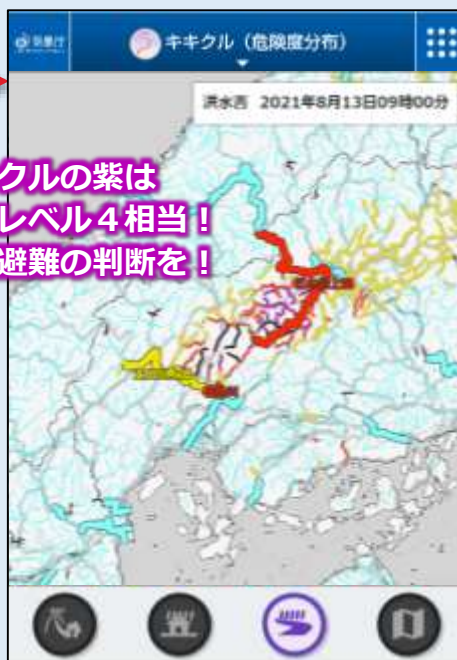 気象庁
キキクル（危険度分布）
洪水害 2021年8月13日09時00分
クルの紫は
レベル４相当！
避難の判断を！